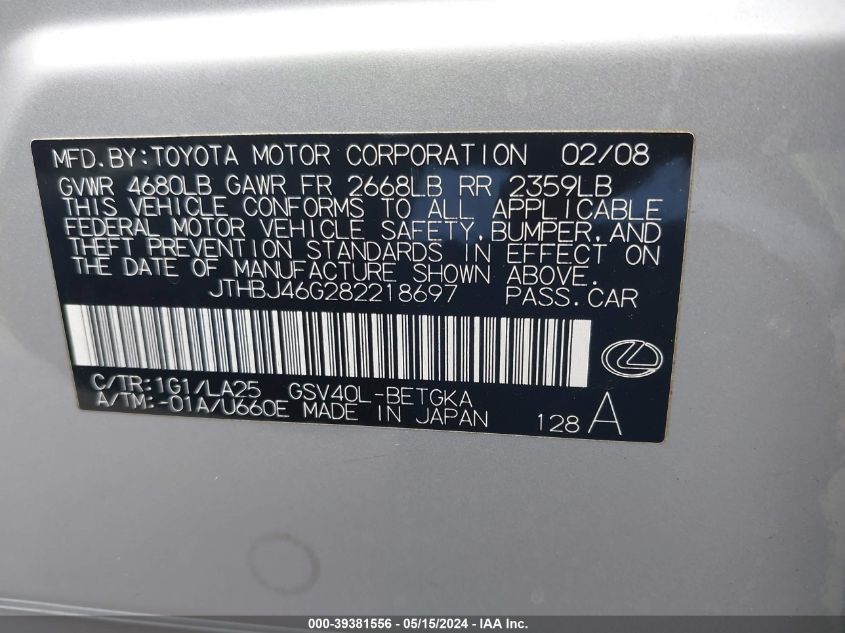 MFD.BY:TOYOTA MOTOR CORPORATION 02/08
GVWR 4680LB GAWR FR 2668LB RR 2359LB
THIS VEHICLE CONFORMS TO ALL APPLICABLE
FEDERAL MOTOR VEHICLE SAFETY,BUMPER,AND
THEFT PREVENTION STANDARDS IN EFFECT ON
THE DATE OF MANUFACTURE SHOWN ABOVE.
JTHBJ46G282218697 PASS.CAR
C/TR:1G1/LA25 GSV40L-BETGKA
A/TM:-01A/U660E MADE IN JAPAN
128 A
000-39381556 - 05/15/2024 - IAA Inc.